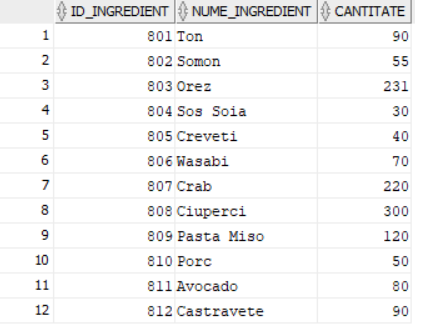 ID_INGREDIENT NUME_INGREDIENT CANTITATE
1 801 Ton 90
2 802 Somon 55
3 803 Orez 231
4 804 Sos Soia 30
5 805 Creveti 40
6 806 Wasabi 70
7 807 Crab 220
8 808 Ciuperci 300
9 809 Pasta Miso 120
10 810 Porc 50
11 811 Avocado 80
12 812 Castravete 90